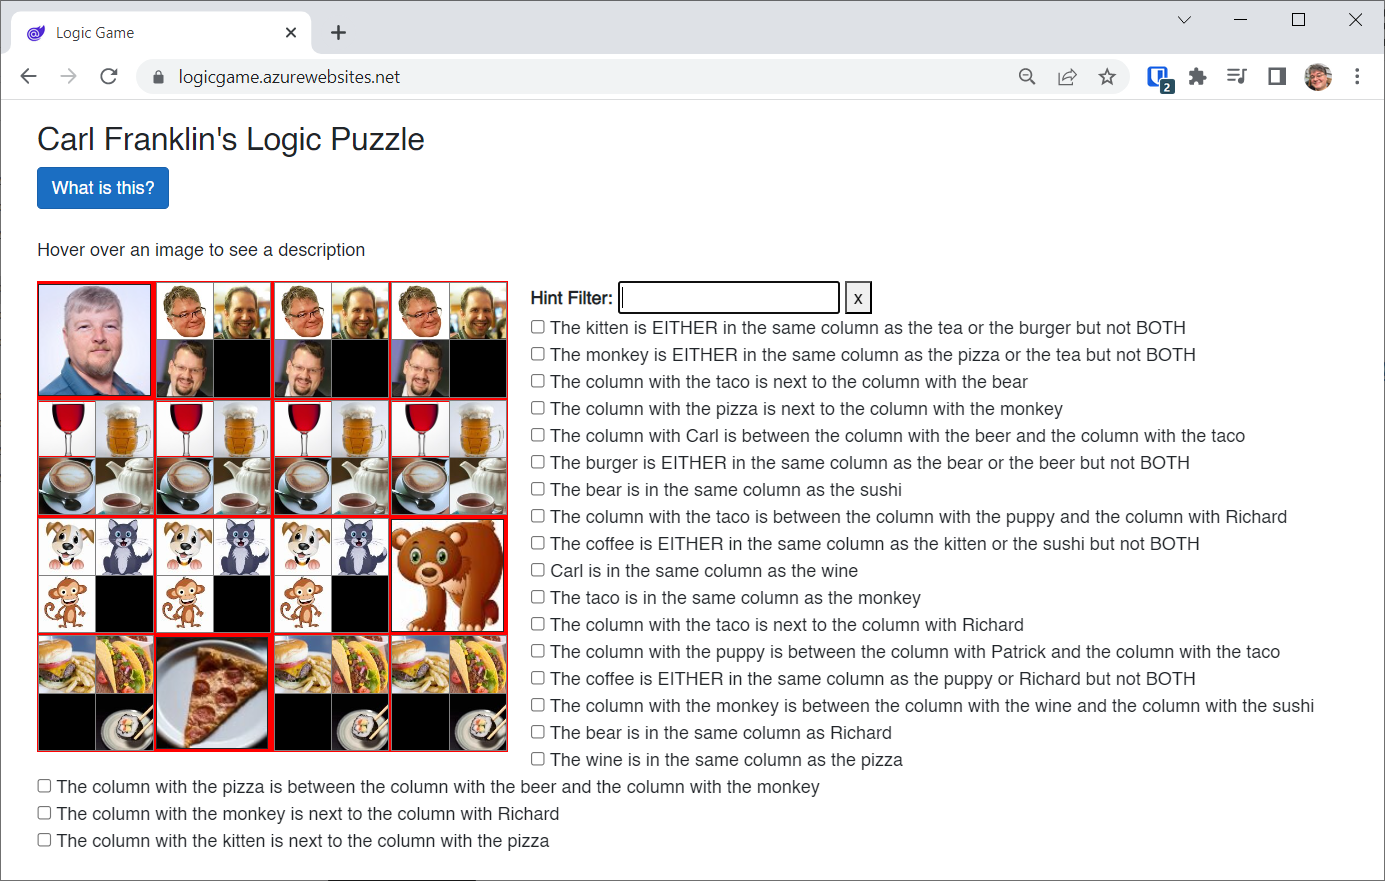 Logic Game
logicgame.azurewebsites.net
2
Carl Franklin's Logic Puzzle
What is this?
Hover over an image to see a description
Hint Filter: x
The kitten is EITHER in the same column as the tea or the burger but not BOTH
The monkey is EITHER in the same column as the pizza or the tea but not BOTH
The column with the taco is next to the column with the bear
The column with the pizza is next to the column with the monkey
The column with Carl is between the column with the beer and the column with the taco
The burger is EITHER in the same column as the bear or the beer but not BOTH
The bear is in the same column as the sushi
The column with the taco is between the column with the puppy and the column with Richard
The coffee is EITHER in the same column as the kitten or the sushi but not BOTH
Carl is in the same column as the wine
The taco is in the same column as the monkey
The column with the taco is next to the column with Richard
The column with the puppy is between the column with Patrick and the column with the taco
The coffee is EITHER in the same column as the puppy or Richard but not BOTH
The column with the monkey is between the column with the wine and the column with the sushi
The bear is in the same column as Richard
The wine is in the same column as the pizza
The column with the pizza is between the column with the beer and the column with the monkey
The column with the monkey is next to the column with Richard
The column with the kitten is next to the column with the pizza